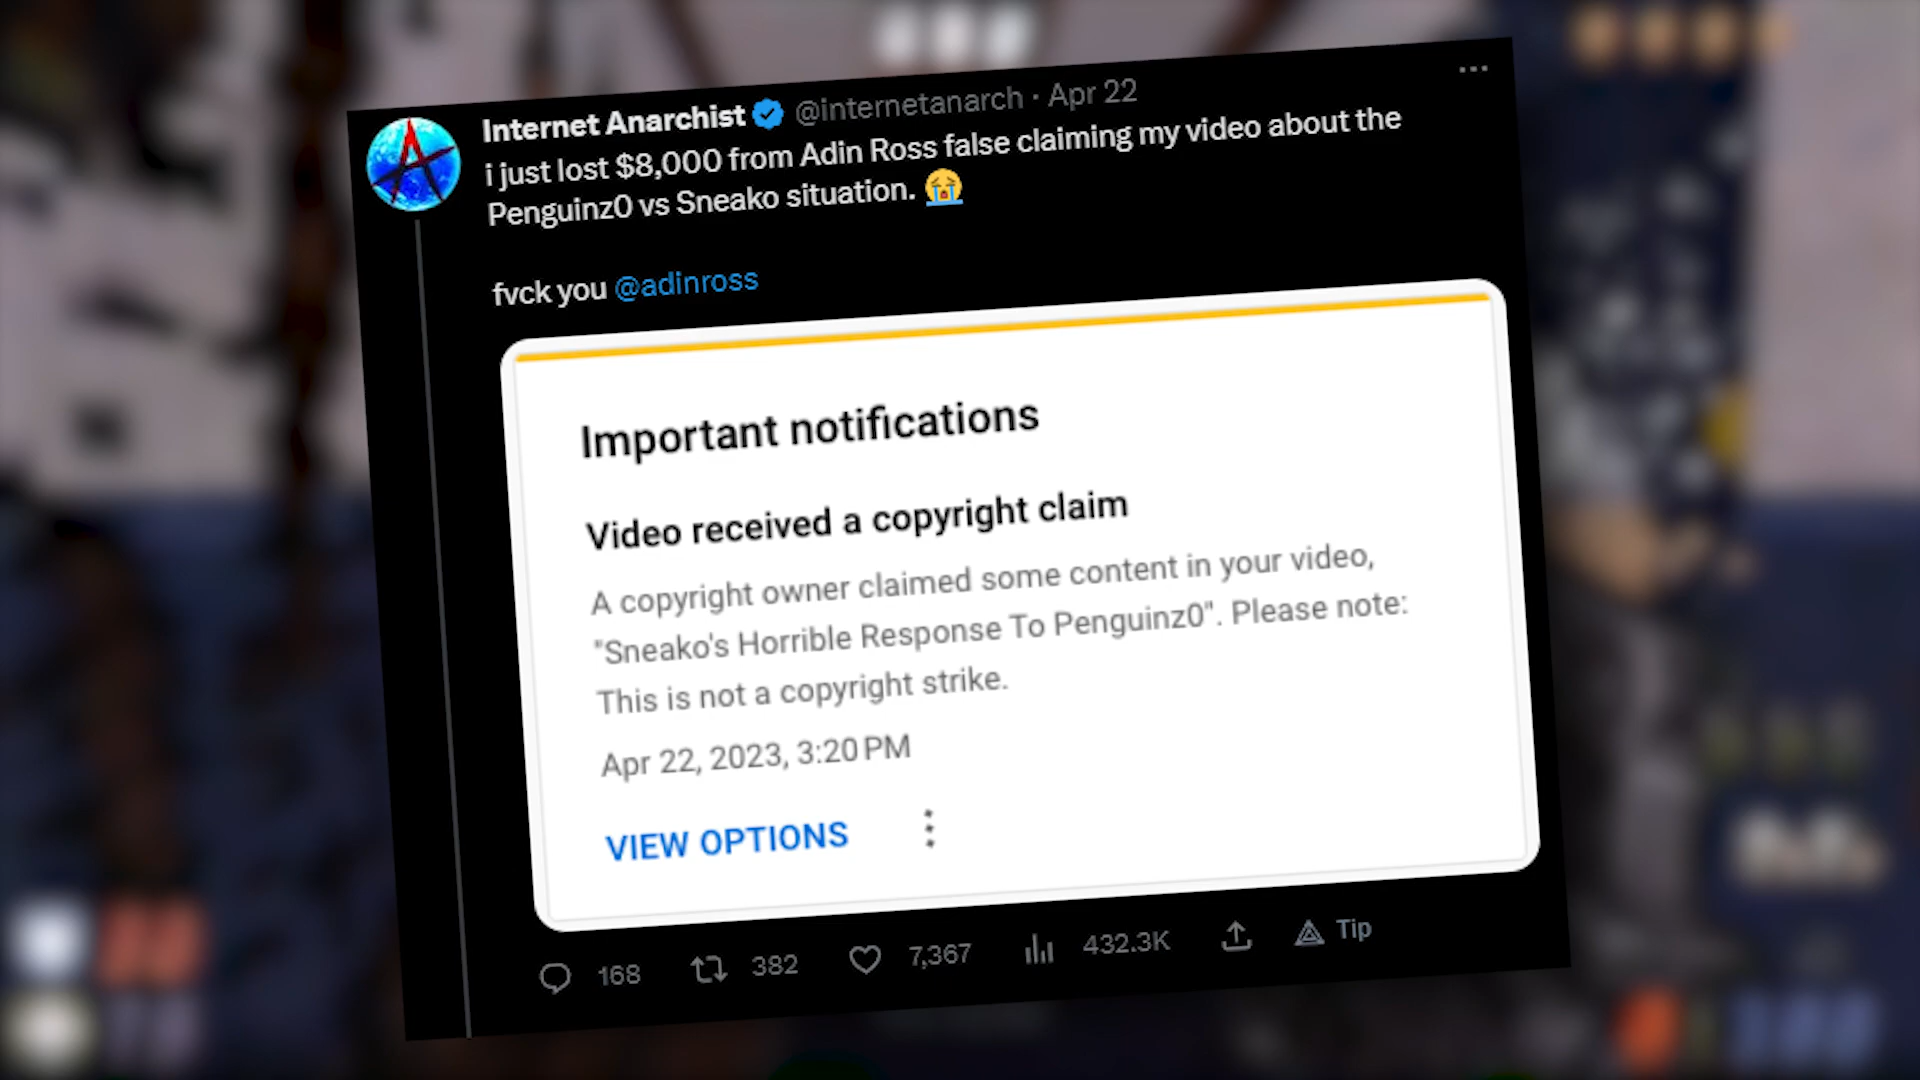 Internet Anarchist @internetanarch · Apr 22
i just lost $8,000 from Adin Ross false claiming my video about the
Penguinz0 vs Sneako situation. 😭
fvck you @adinross
Important notifications
Video received a copyright claim
A copyright owner claimed some content in your video,
"Sneako's Horrible Response To Penguinz0". Please note:
This is not a copyright strike.
Apr 22, 2023, 3:20 PM
VIEW OPTIONS
168 382 7,367 432.3K Tip